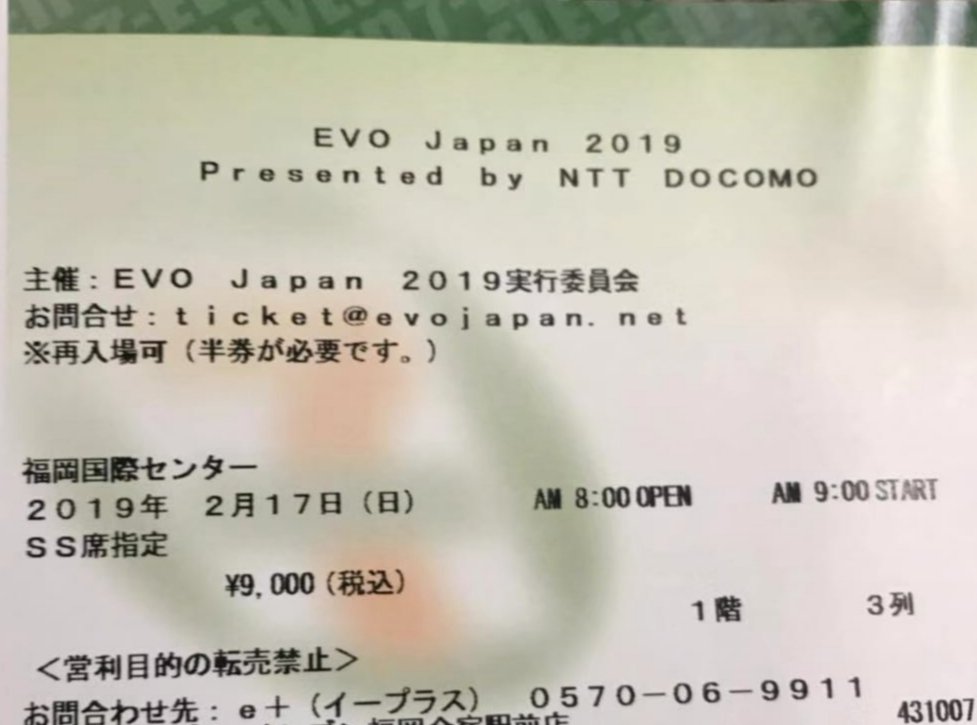 EVO Japan 2019
Presented by NTT DOCOMO
主催：EVO Japan 2019実行委員会
お問合せ：ticket@evojapan.net
※再入場可（半券が必要です。）
福岡国際センター
2019年 2月17日（日） AM 8:00 OPEN AM 9:00 START
SS席指定
¥9,000（税込）
1階 3列
＜営利目的の転売禁止＞
お問合わせ先：e＋（イープラス） 0570－06－9911
431007